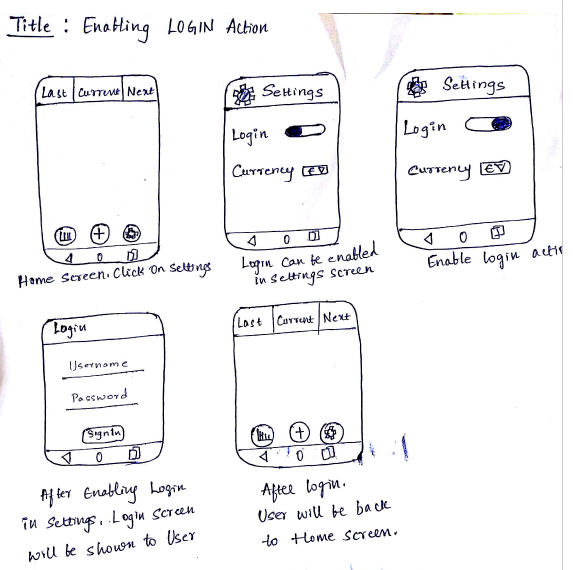 Title : Enabling LOGIN Action
Last Current Next
Home Screen. Click on Settings
Settings
Login
Currency €
Login Can be enabled
in Settings screen
Settings
Login
Currency €
Enable login acti
Login
Username
Password
Signin
After Enabling Login
in Settings, Login Screen
will be shown to User
Last Current Next
After login.
User will be back
to Home Screen.